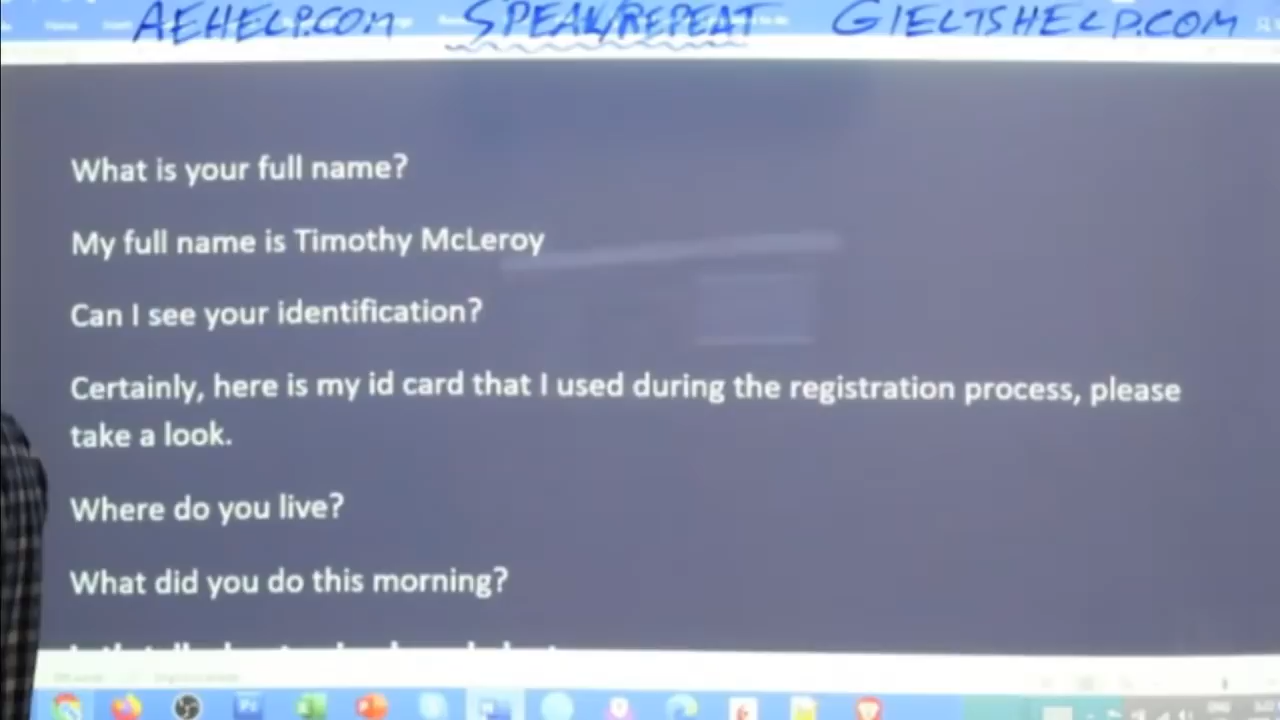 AEHELP.COM SPEAK/REPEAT GIELTSHELP.COM
What is your full name?
My full name is Timothy McLeroy
Can I see your identification?
Certainly, here is my id card that I used during the registration process, please
take a look.
Where do you live?
What did you do this morning?